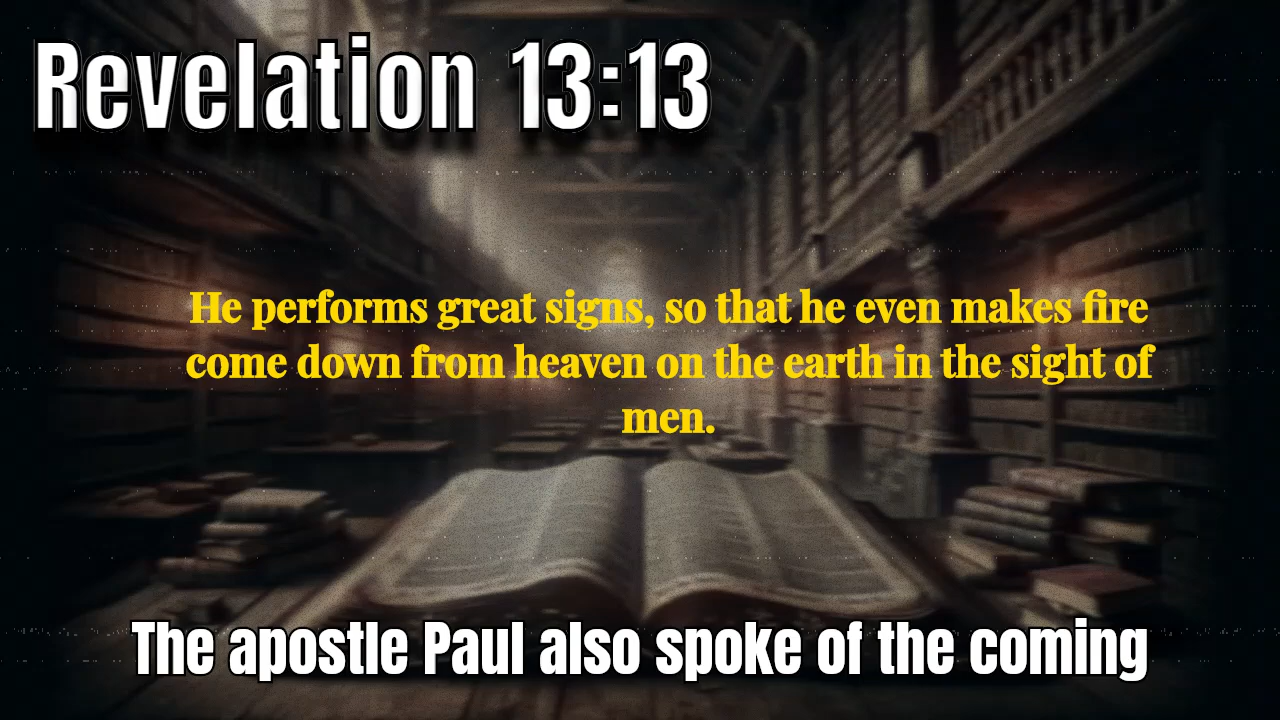 Revelation 13:13
He performs great signs, so that he even makes fire
come down from heaven on the earth in the sight of
men.
The apostle Paul also spoke of the coming